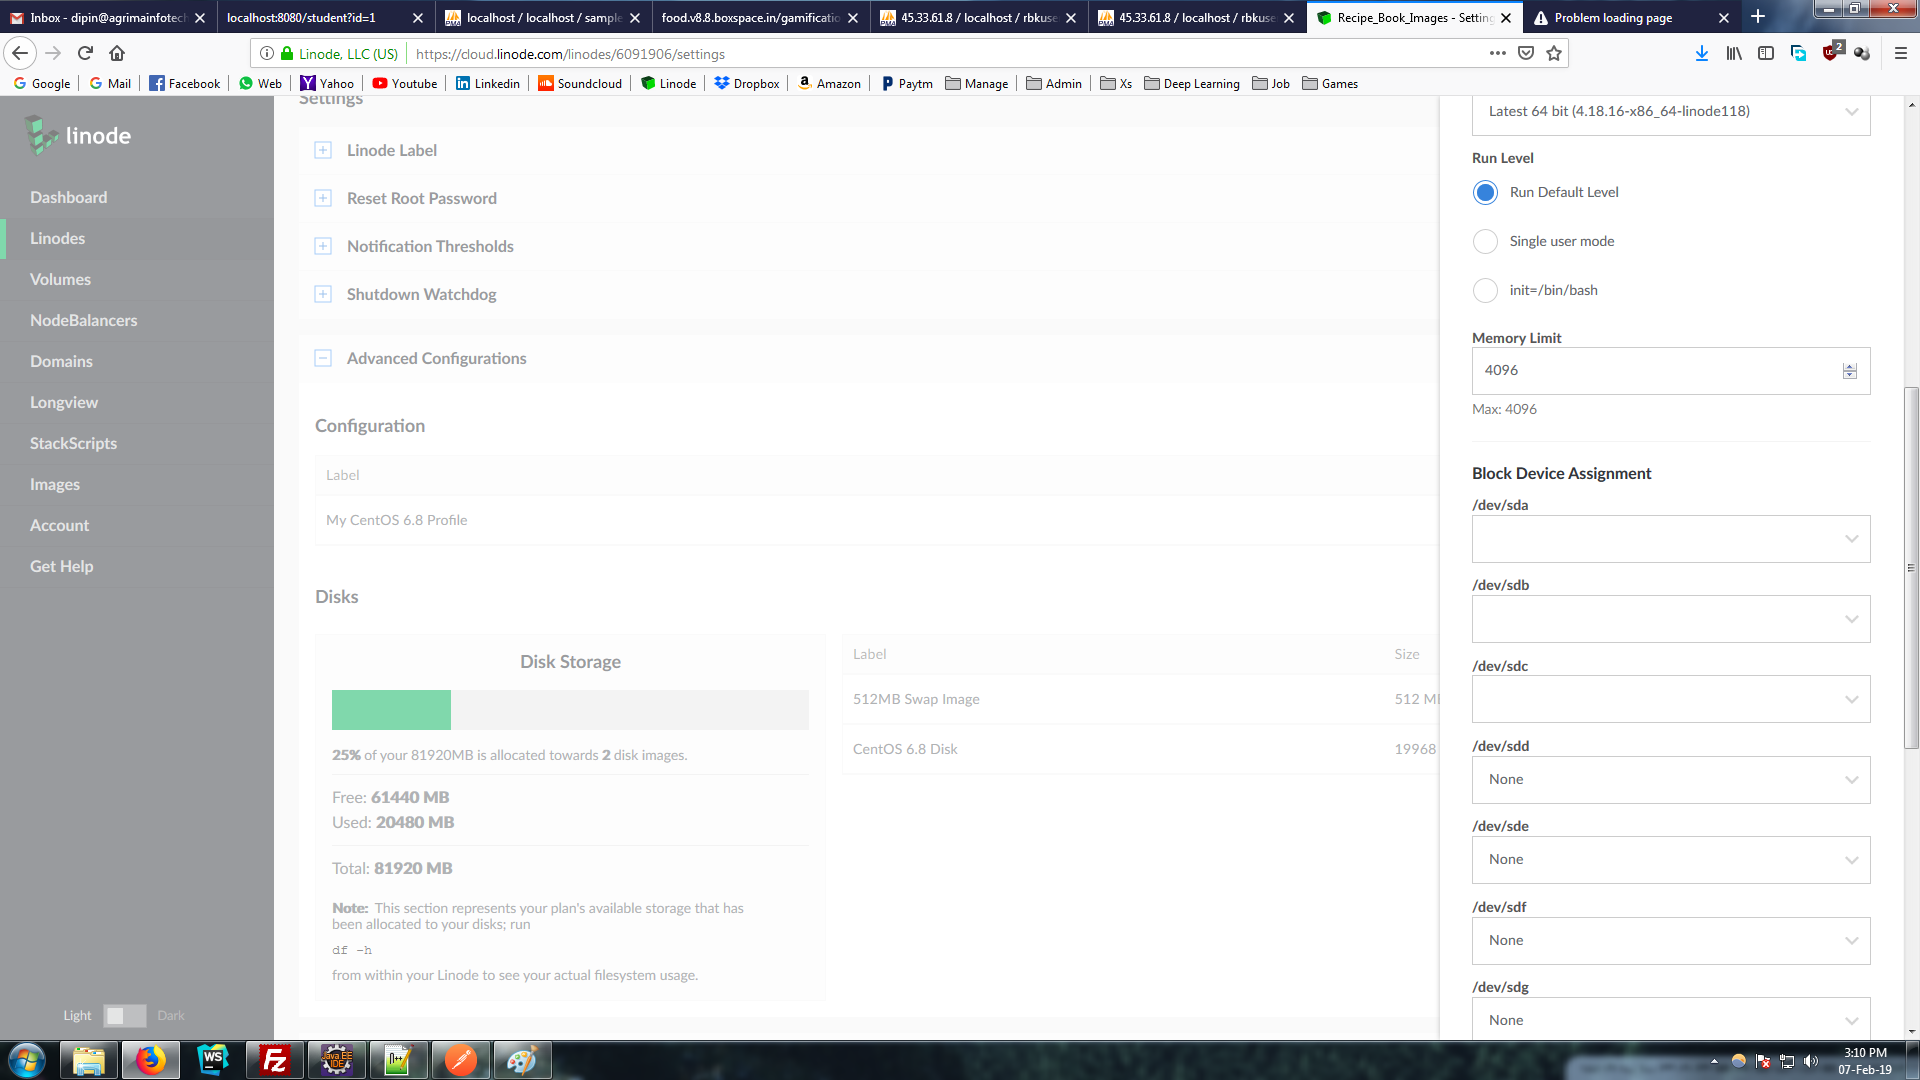 Inbox - dipin@agrimainfotech
localhost:8080/student?id=1
localhost / localhost / sample
food.v8.8.boxspace.in/gamificatio
45.33.61.8 / localhost / rbkuse
45.33.61.8 / localhost / rbkuse
Recipe_Book_Images - Setting
Problem loading page
Linode, LLC (US)
https://cloud.linode.com/linodes/6091906/settings
2
Google
Mail
Facebook
Web
Yahoo
Youtube
Linkedin
Soundcloud
Linode
Dropbox
Amazon
Paytm
Manage
Admin
Xs
Deep Learning
Job
Games
linode
Dashboard
Linodes
Volumes
NodeBalancers
Domains
Longview
StackScripts
Images
Account
Get Help
Light
Dark
Settings
Linode Label
Reset Root Password
Notification Thresholds
Shutdown Watchdog
Advanced Configurations
Configuration
Label
My CentOS 6.8 Profile
Disks
Disk Storage
25% of your 81920MB is allocated towards 2 disk images.
Free: 61440 MB
Used: 20480 MB
Total: 81920 MB
Note: This section represents your plan's available storage that has
been allocated to your disks; run
df -h
from within your Linode to see your actual filesystem usage.
Label
Size
512MB Swap Image
512 MB
CentOS 6.8 Disk
19968
Latest 64 bit (4.18.16-x86_64-linode118)
Run Level
Run Default Level
Single user mode
init=/bin/bash
Memory Limit
4096
Max: 4096
Block Device Assignment
/dev/sda
/dev/sdb
/dev/sdc
/dev/sdd
None
/dev/sde
None
/dev/sdf
None
/dev/sdg
None
WS
FZ
Java EE
IDE
3:10 PM
07-Feb-19